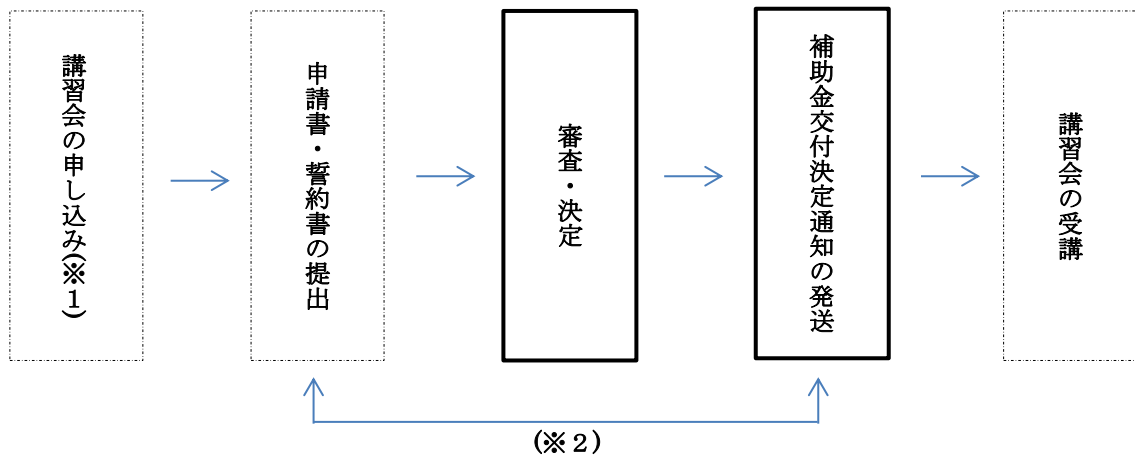 講習会の申し込み(※1)
申請書・誓約書の提出
審査・決定
補助金交付決定通知の発送
講習会の受講
(※2)